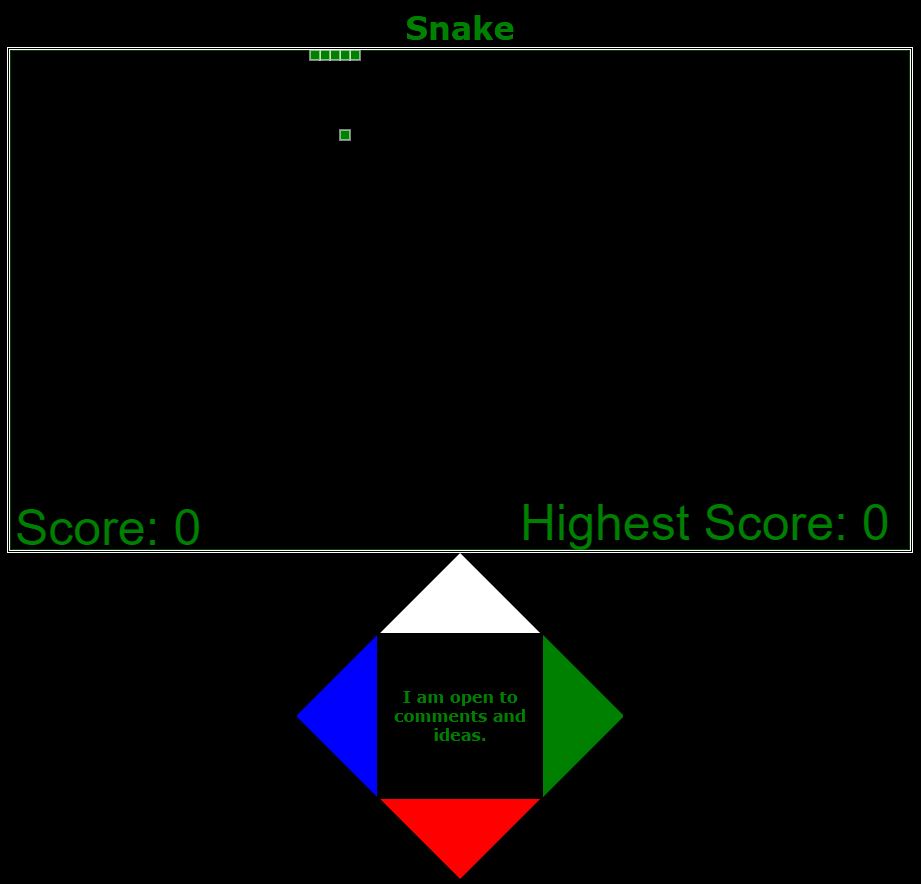 Snake
Score: 0
Highest Score: 0
I am open to
comments and
ideas.